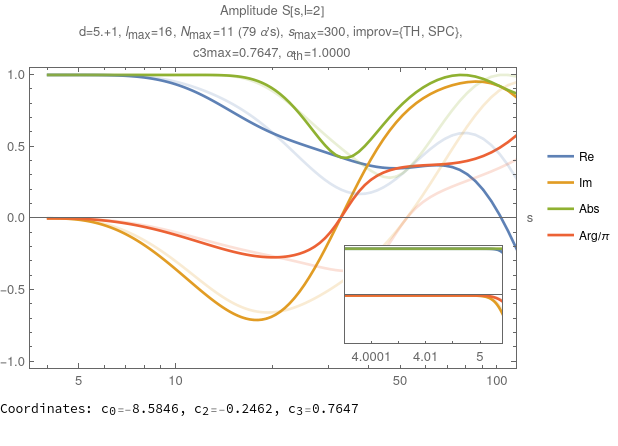 Amplitude S[s,l=2]
d=5.+1, lmax=16, Nmax=11 (79 α's), smax=300, improv={TH, SPC},
c3max=0.7647, αth=1.0000
1.0
0.5
0.0
−0.5
−1.0
5 10 50 100
s
4.0001 4.01 5
Re
Im
Abs
Arg/π
Coordinates: c0=-8.5846, c2=-0.2462, c3=0.7647